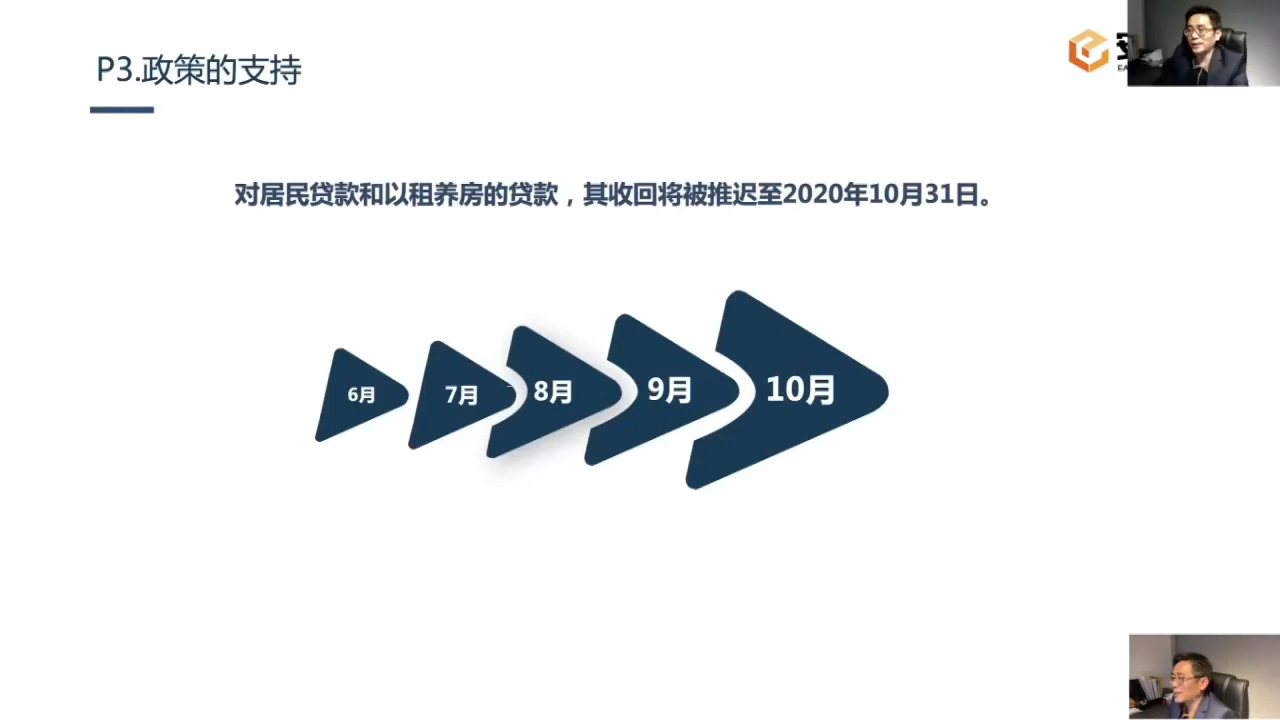 P3.政策的支持
对居民贷款和以租养房的贷款，其收回将被推迟至2020年10月31日。
6月
7月
8月
9月
10月